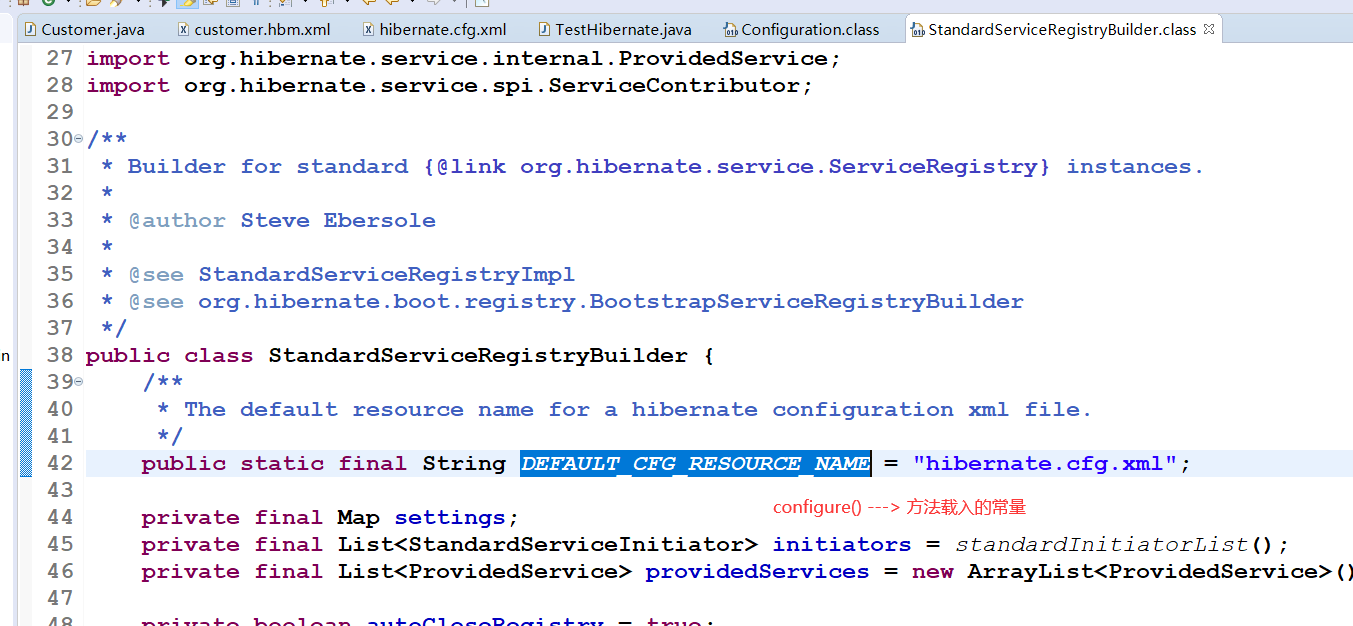 Customer.java customer.hbm.xml hibernate.cfg.xml TestHibernate.java Configuration.class StandardServiceRegistryBuilder.class
27 import org.hibernate.service.internal.ProvidedService;
28 import org.hibernate.service.spi.ServiceContributor;
29
30 /**
31  * Builder for standard {@link org.hibernate.service.ServiceRegistry} instances.
32  *
33  * @author Steve Ebersole
34  *
35  * @see StandardServiceRegistryImpl
36  * @see org.hibernate.boot.registry.BootstrapServiceRegistryBuilder
37  */
n
38 public class StandardServiceRegistryBuilder {
39     /**
40      * The default resource name for a hibernate configuration xml file.
41      */
42     public static final String DEFAULT_CFG_RESOURCE_NAME = "hibernate.cfg.xml";
43
configure() ---> 方法载入的常量
44     private final Map settings;
45     private final List<StandardServiceInitiator> initiators = standardInitiatorList();
46     private final List<ProvidedService> providedServices = new ArrayList<ProvidedService>()
47
48     private boolean autoCloseRegistry = true;